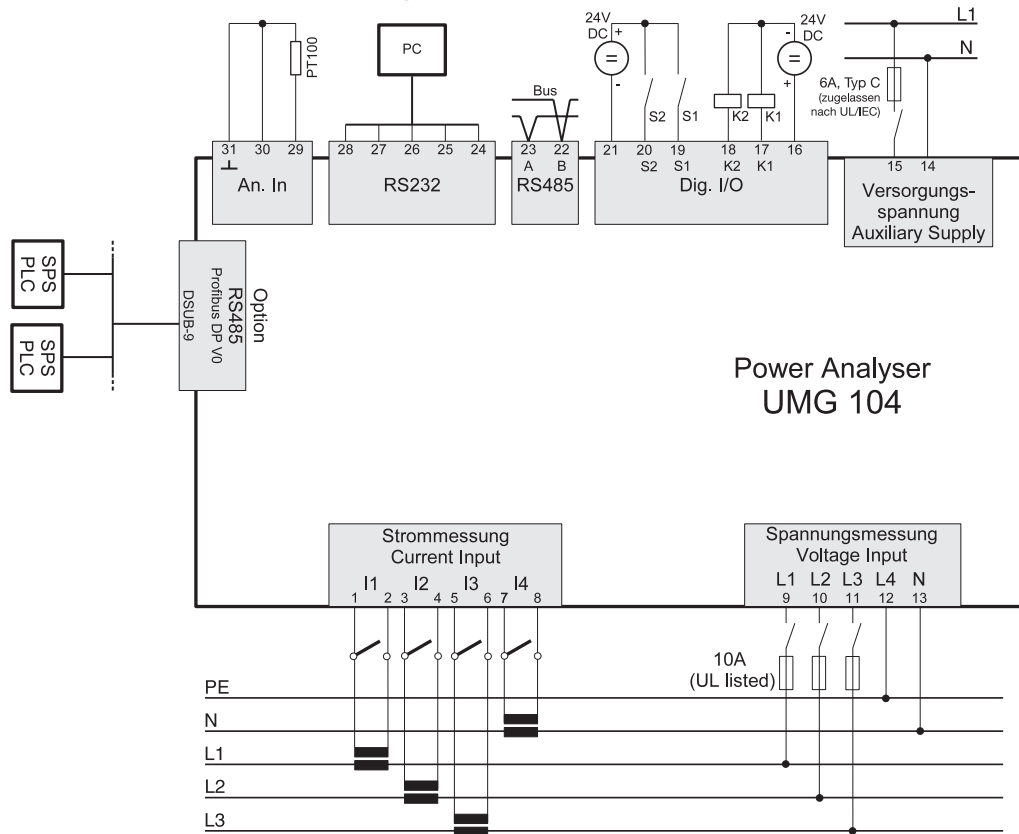 24V
DC
+
=
-
24V
DC
-
=
+
L1
N
PC
PT100
Bus
S2
S1
K2
K1
6A, Typ C
(zugelassen
nach UL/IEC)
31 30 29
An. In
28 27 26 25 24
RS232
23 22
A B
RS485
21 20 19 18 17 16
S2 S1 K2 K1
Dig. I/O
15 14
Versorgungs-
spannung
Auxiliary Supply
SPS
PLC
SPS
PLC
Option
RS485
Profibus DP V0
DSUB-9
Power Analyser
UMG 104
Strommessung
Current Input
I1 I2 I3 I4
1 2 3 4 5 6 7 8
Spannungsmessung
Voltage Input
L1 L2 L3 L4 N
9 10 11 12 13
10A
(UL listed)
PE
N
L1
L2
L3